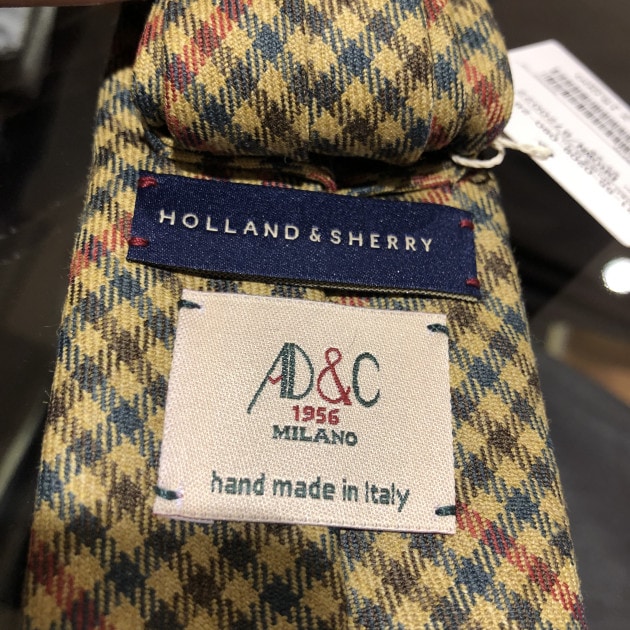 HOLLAND & SHERRY
AD&C
1956
MILANO
hand made in Italy